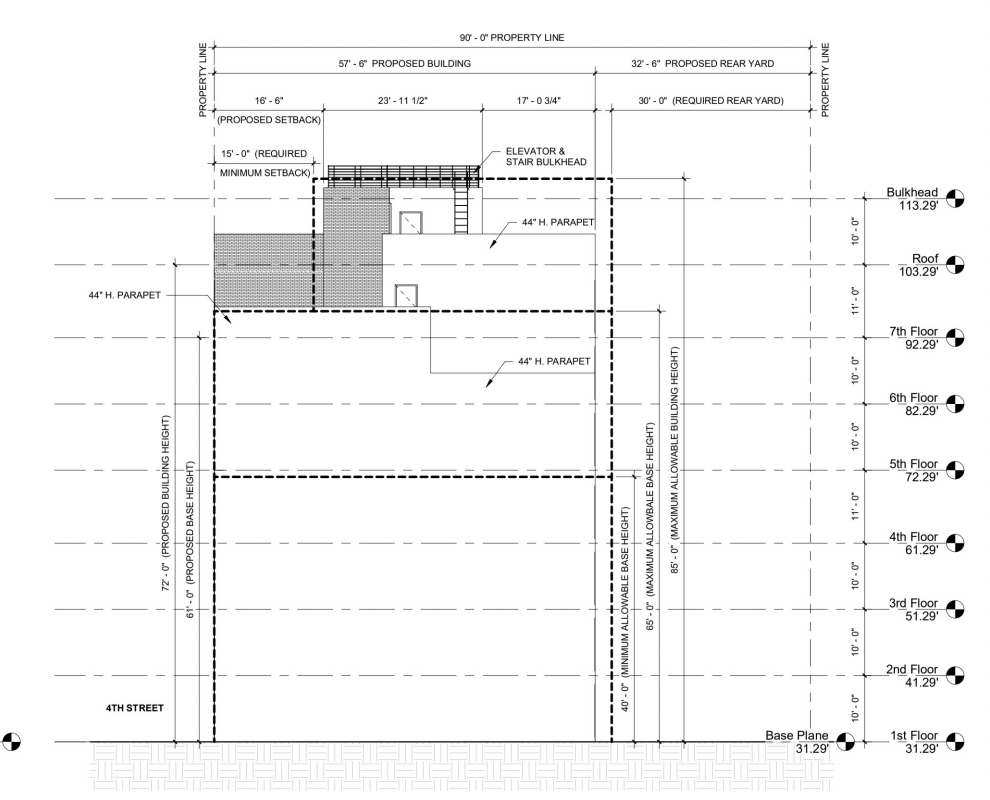 90' - 0" PROPERTY LINE
PROPERTY LINE
PROPERTY LINE
57' - 6" PROPOSED BUILDING
32' - 6" PROPOSED REAR YARD
16' - 6"
(PROPOSED SETBACK)
23' - 11 1/2"
17' - 0 3/4"
30' - 0" (REQUIRED REAR YARD)
15' - 0" (REQUIRED
MINIMUM SETBACK)
ELEVATOR &
STAIR BULKHEAD
44" H. PARAPET
44" H. PARAPET
44" H. PARAPET
72' - 0" (PROPOSED BUILDING HEIGHT)
61' - 0" (PROPOSED BASE HEIGHT)
40' - 0" (MINIMUM ALLOWABLE BASE HEIGHT)
65' - 0" (MAXIMUM ALLOWBALE BASE HEIGHT)
85' - 0" (MAXIMUM ALLOWABLE BUILDING HEIGHT)
Bulkhead
113.29'
10' - 0"
Roof
103.29'
11' - 0"
7th Floor
92.29'
10' - 0"
6th Floor
82.29'
10' - 0"
5th Floor
72.29'
11' - 0"
4th Floor
61.29'
10' - 0"
3rd Floor
51.29'
10' - 0"
2nd Floor
41.29'
10' - 0"
4TH STREET
Base Plane
31.29'
1st Floor
31.29'